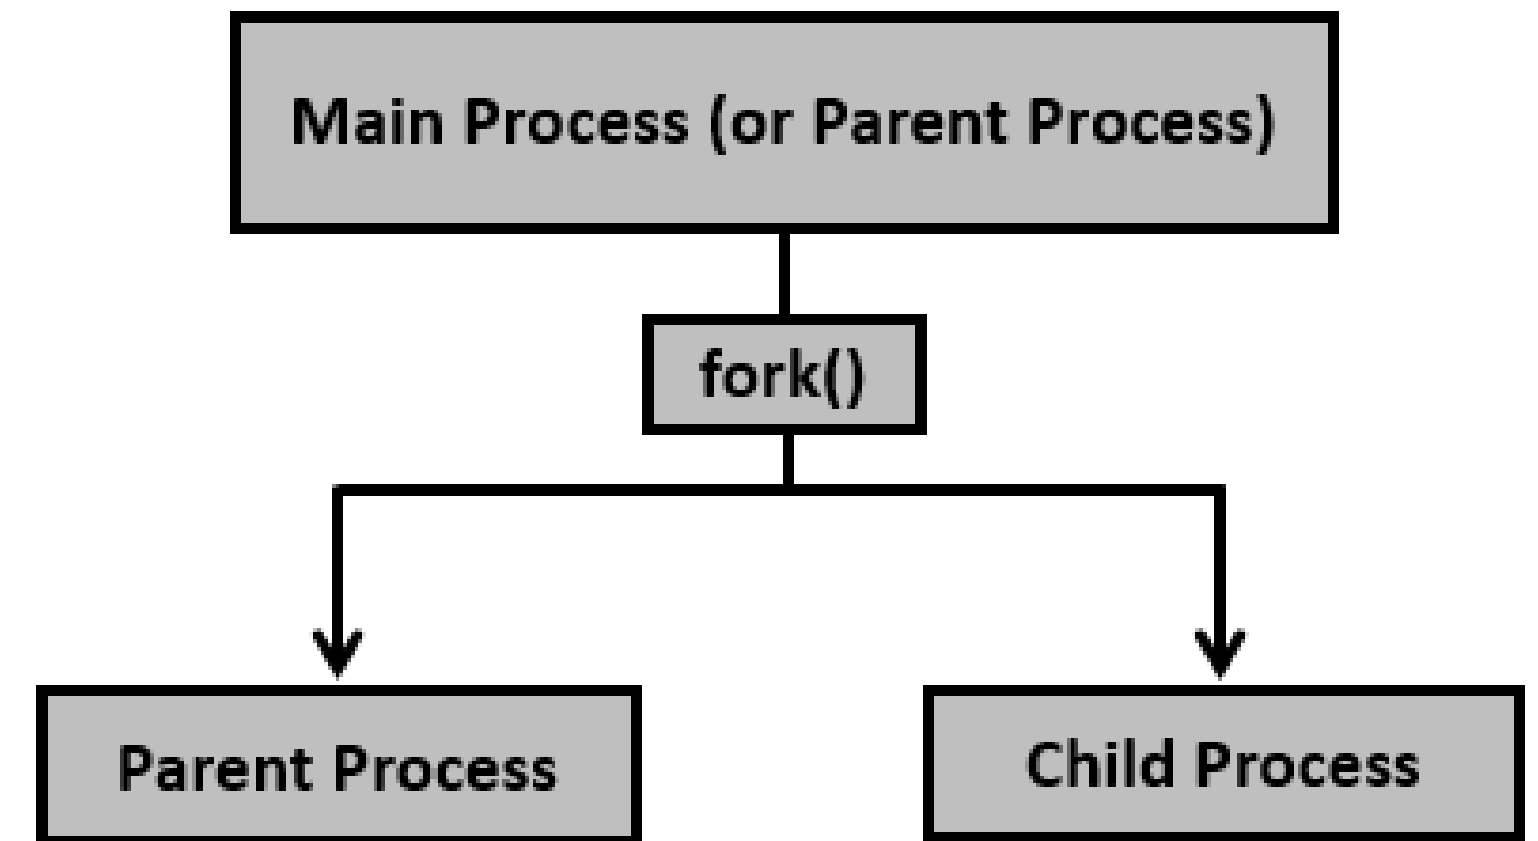 Main Process (or Parent Process)
fork()
Parent Process
Child Process